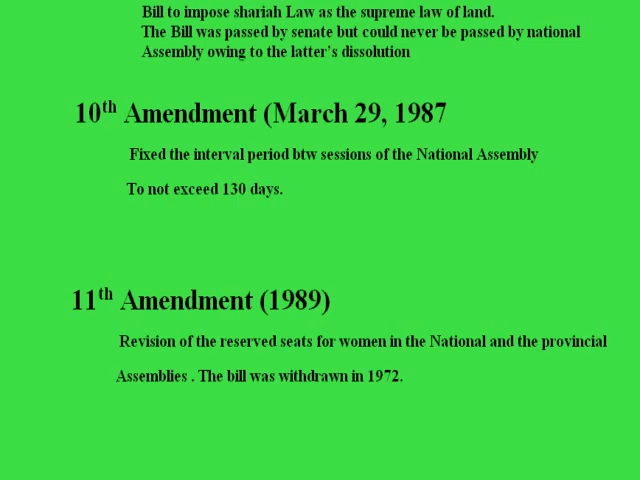 Bill to impose shariah Law as the supreme law of land.
The Bill was passed by senate but could never be passed by national
Assembly owing to the latter’s dissolution
10th Amendment (March 29, 1987
Fixed the interval period btw sessions of the National Assembly
To not exceed 130 days.
11th Amendment (1989)
Revision of the reserved seats for women in the National and the provincial
Assemblies . The bill was withdrawn in 1972.